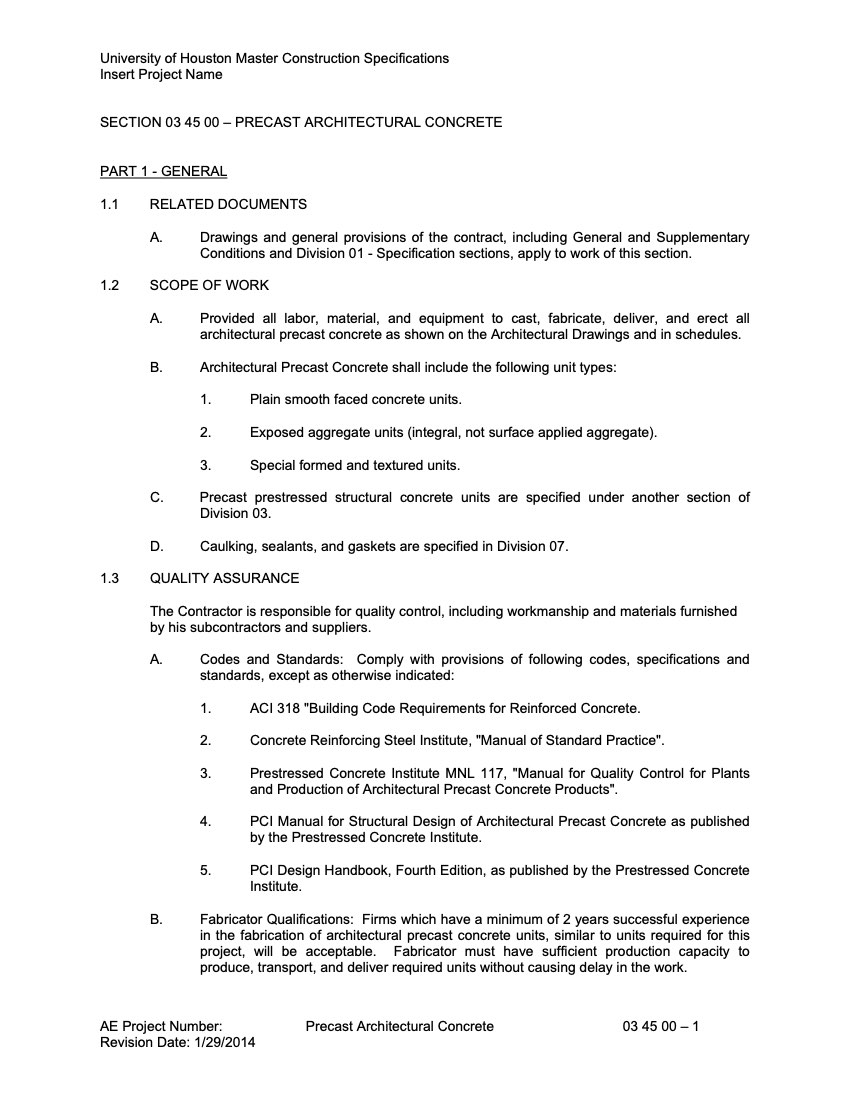 University of Houston Master Construction Specifications
Insert Project Name
SECTION 03 45 00 – PRECAST ARCHITECTURAL CONCRETE
PART 1 - GENERAL
1.1 RELATED DOCUMENTS
A. Drawings and general provisions of the contract, including General and Supplementary
Conditions and Division 01 - Specification sections, apply to work of this section.
1.2 SCOPE OF WORK
A. Provided all labor, material, and equipment to cast, fabricate, deliver, and erect all
architectural precast concrete as shown on the Architectural Drawings and in schedules.
B. Architectural Precast Concrete shall include the following unit types:
1. Plain smooth faced concrete units.
2. Exposed aggregate units (integral, not surface applied aggregate).
3. Special formed and textured units.
C. Precast prestressed structural concrete units are specified under another section of
Division 03.
D. Caulking, sealants, and gaskets are specified in Division 07.
1.3 QUALITY ASSURANCE
The Contractor is responsible for quality control, including workmanship and materials furnished
by his subcontractors and suppliers.
A. Codes and Standards: Comply with provisions of following codes, specifications and
standards, except as otherwise indicated:
1. ACI 318 "Building Code Requirements for Reinforced Concrete.
2. Concrete Reinforcing Steel Institute, "Manual of Standard Practice".
3. Prestressed Concrete Institute MNL 117, "Manual for Quality Control for Plants
and Production of Architectural Precast Concrete Products".
4. PCI Manual for Structural Design of Architectural Precast Concrete as published
by the Prestressed Concrete Institute.
5. PCI Design Handbook, Fourth Edition, as published by the Prestressed Concrete
Institute.
B. Fabricator Qualifications: Firms which have a minimum of 2 years successful experience
in the fabrication of architectural precast concrete units, similar to units required for this
project, will be acceptable. Fabricator must have sufficient production capacity to
produce, transport, and deliver required units without causing delay in the work.
AE Project Number: Precast Architectural Concrete 03 45 00 – 1
Revision Date: 1/29/2014